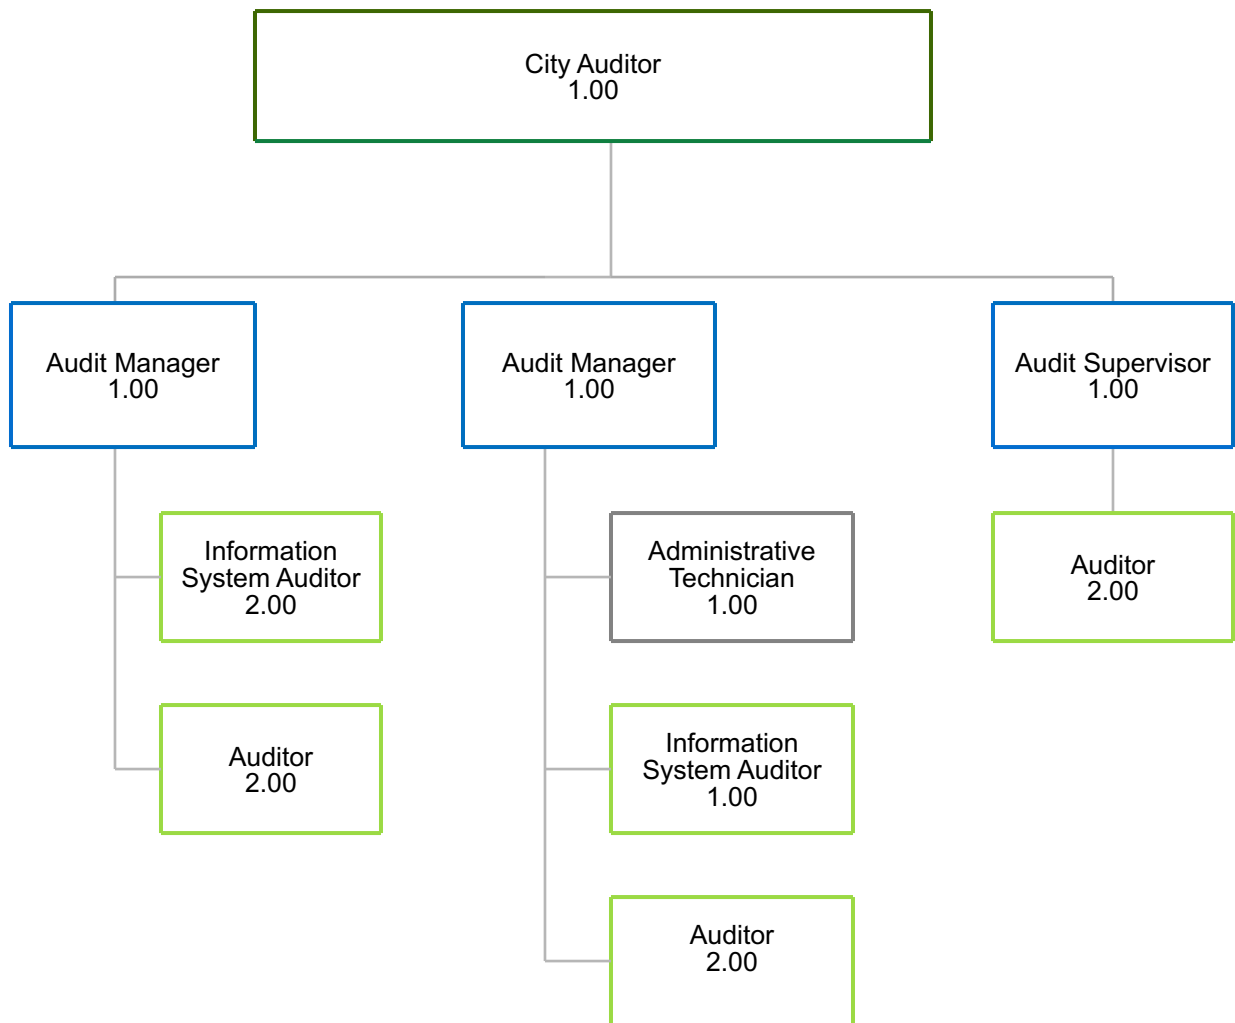 City Auditor
1.00
Audit Manager
1.00
Audit Manager
1.00
Audit Supervisor
1.00
Information
System Auditor
2.00
Administrative
Technician
1.00
Auditor
2.00
Auditor
2.00
Information
System Auditor
1.00
Auditor
2.00